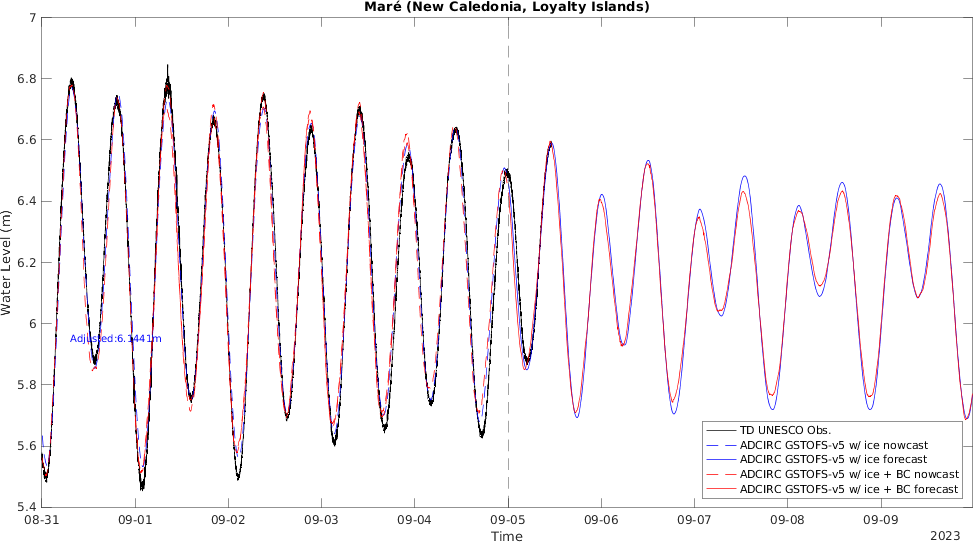 Maré (New Caledonia, Loyalty Islands)
7
6.8
6.6
6.4
6.2
6
5.8
5.6
5.4
Water Level (m)
Adjusted:6.1441m
TD UNESCO Obs.
ADCIRC GSTOFS-v5 w/ ice nowcast
ADCIRC GSTOFS-v5 w/ ice forecast
ADCIRC GSTOFS-v5 w/ ice + BC nowcast
ADCIRC GSTOFS-v5 w/ ice + BC forecast
08-31 09-01 09-02 09-03 09-04 09-05 09-06 09-07 09-08 09-09
Time
2023